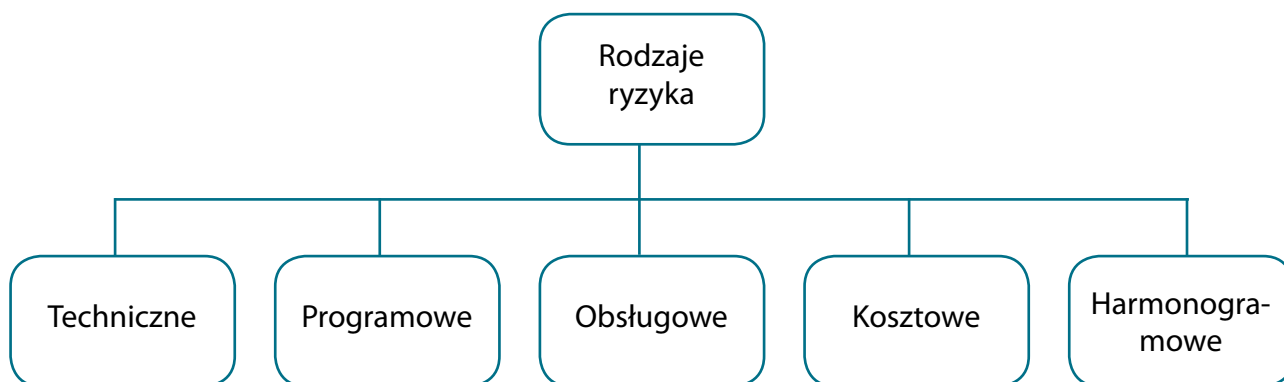 Rodzaje
ryzyka
Techniczne
Programowe
Obsługowe
Kosztowe
Harmonogra-
mowe